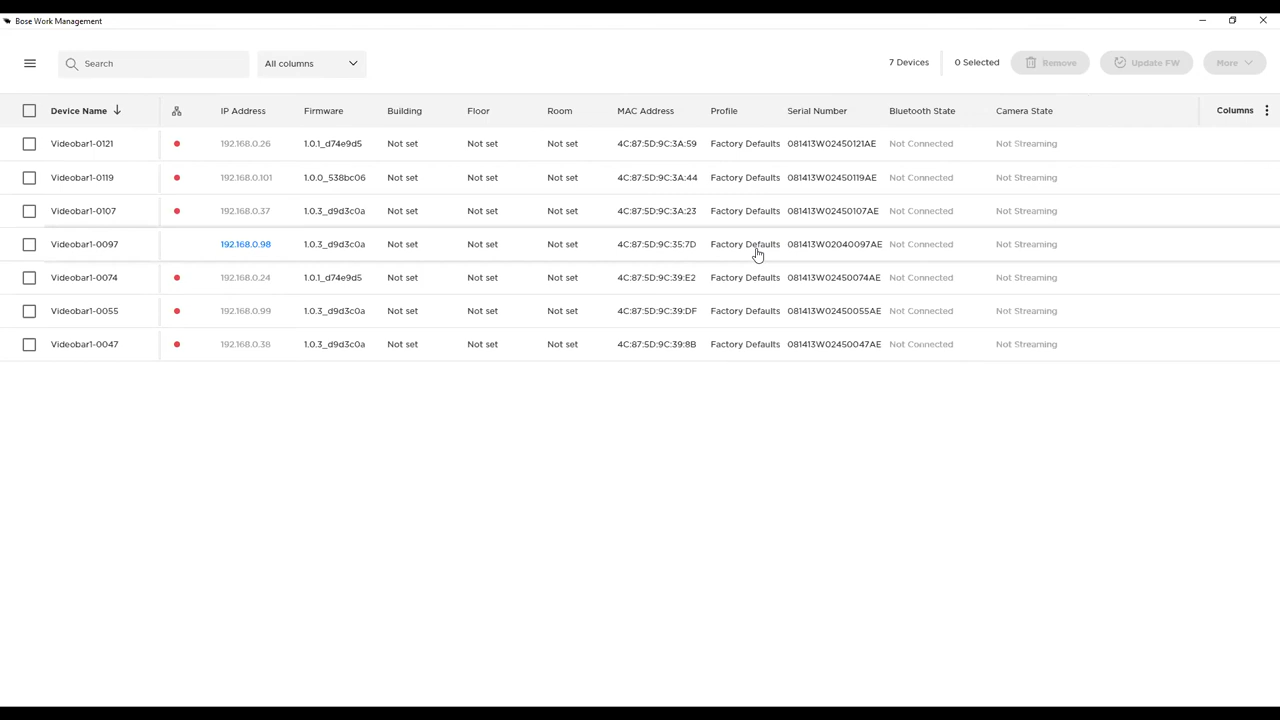 Bose Work Management
Search All columns 7 Devices 0 Selected Remove Update FW More
Device Name IP Address Firmware Building Floor Room MAC Address Profile Serial Number Bluetooth State Camera State Columns
Videobar1-0121 192.168.0.26 1.0.1_d74e9d5 Not set Not set Not set 4C:87:5D:9C:3A:59 Factory Defaults 081413W02450121AE Not Connected Not Streaming
Videobar1-0119 192.168.0.101 1.0.0_538bc06 Not set Not set Not set 4C:87:5D:9C:3A:44 Factory Defaults 081413W02450119AE Not Connected Not Streaming
Videobar1-0107 192.168.0.37 1.0.3_d9d3c0a Not set Not set Not set 4C:87:5D:9C:3A:23 Factory Defaults 081413W02450107AE Not Connected Not Streaming
Videobar1-0097 192.168.0.98 1.0.3_d9d3c0a Not set Not set Not set 4C:87:5D:9C:35:7D Factory Defaults 081413W02040097AE Not Connected Not Streaming
Videobar1-0074 192.168.0.24 1.0.1_d74e9d5 Not set Not set Not set 4C:87:5D:9C:39:E2 Factory Defaults 081413W02450074AE Not Connected Not Streaming
Videobar1-0055 192.168.0.99 1.0.3_d9d3c0a Not set Not set Not set 4C:87:5D:9C:39:DF Factory Defaults 081413W02450055AE Not Connected Not Streaming
Videobar1-0047 192.168.0.38 1.0.3_d9d3c0a Not set Not set Not set 4C:87:5D:9C:39:8B Factory Defaults 081413W02450047AE Not Connected Not Streaming